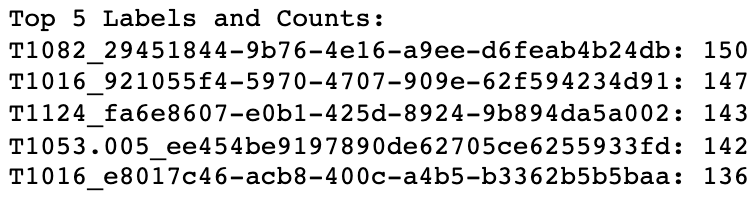 Top 5 Labels and Counts:
T1082_29451844-9b76-4e16-a9ee-d6feab4b24db: 150
T1016_921055f4-5970-4707-909e-62f594234d91: 147
T1124_fa6e8607-e0b1-425d-8924-9b894da5a002: 143
T1053.005_ee454be9197890de62705ce6255933fd: 142
T1016_e8017c46-acb8-400c-a4b5-b3362b5b5baa: 136